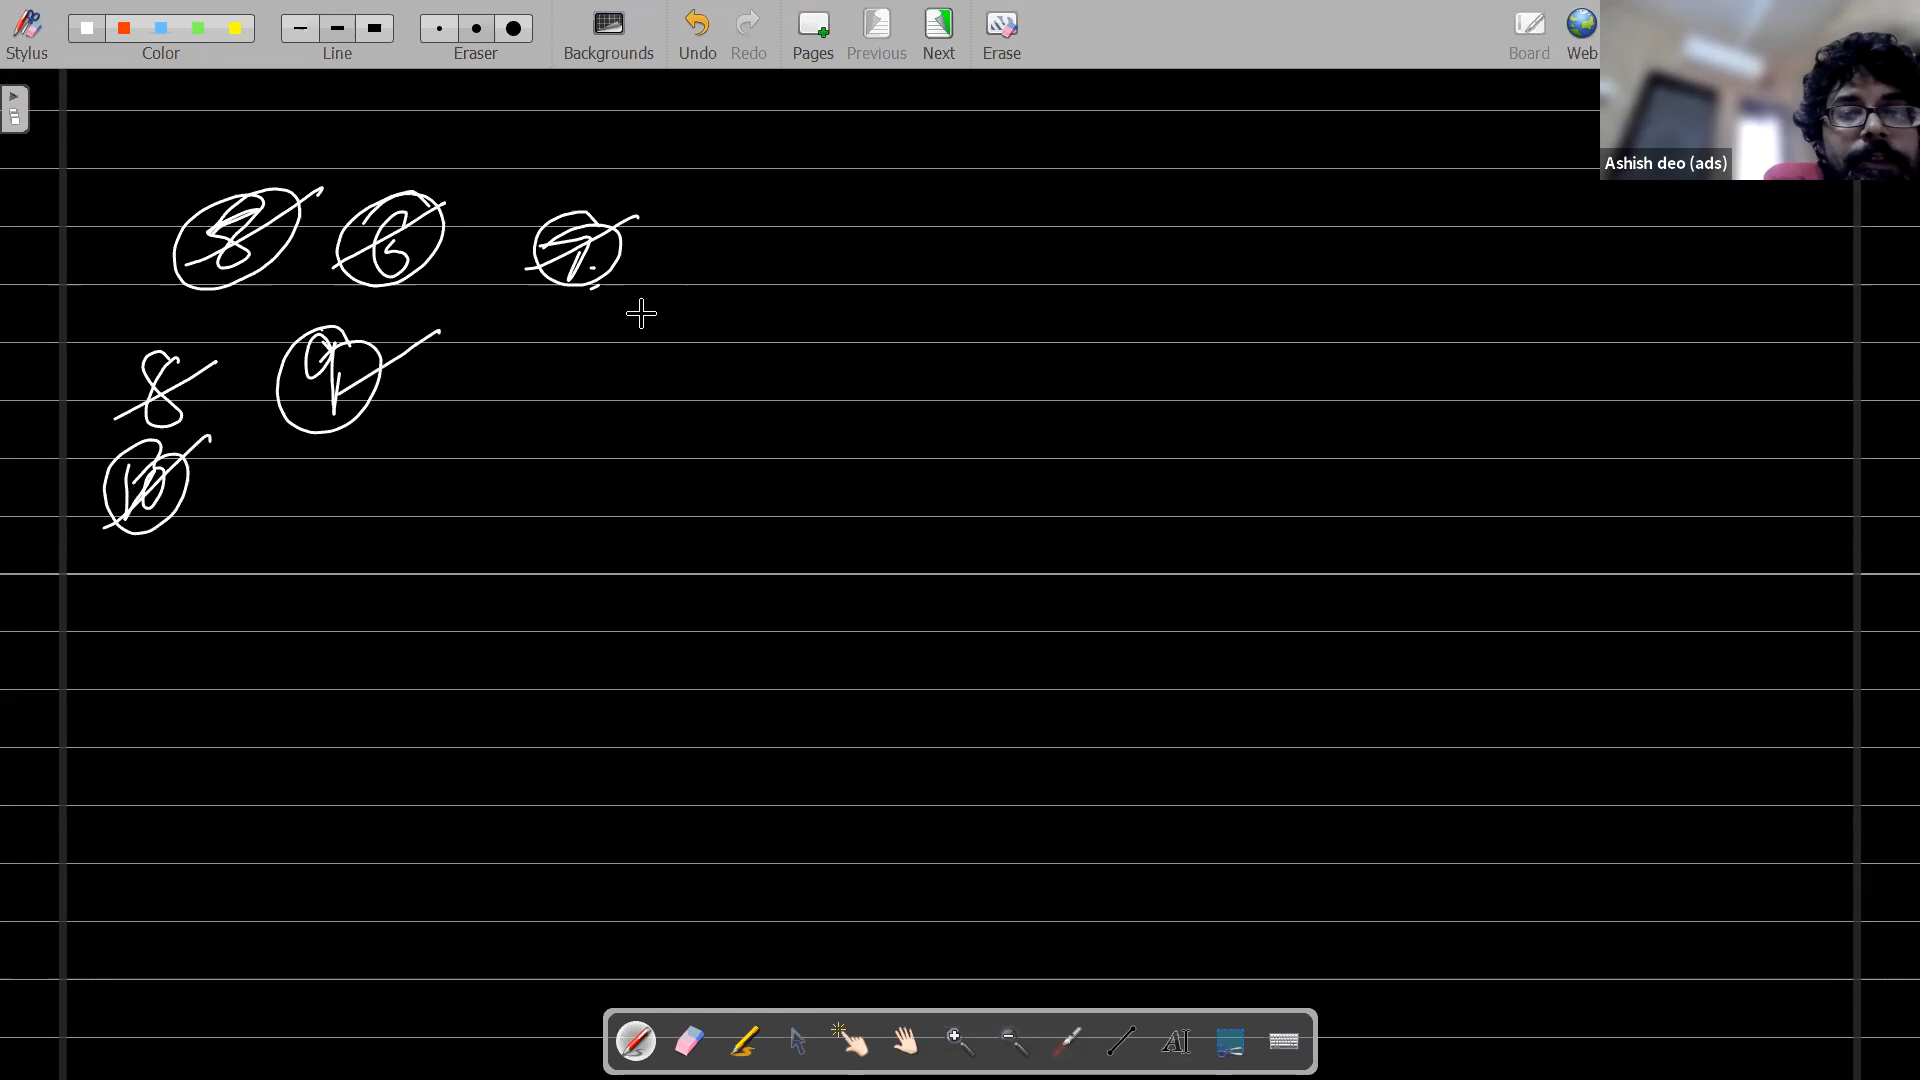 Stylus Color Line Eraser Backgrounds Undo Redo Pages Previous Next Erase Board Web
Ashish deo (ads)
6 7.
8 9
10